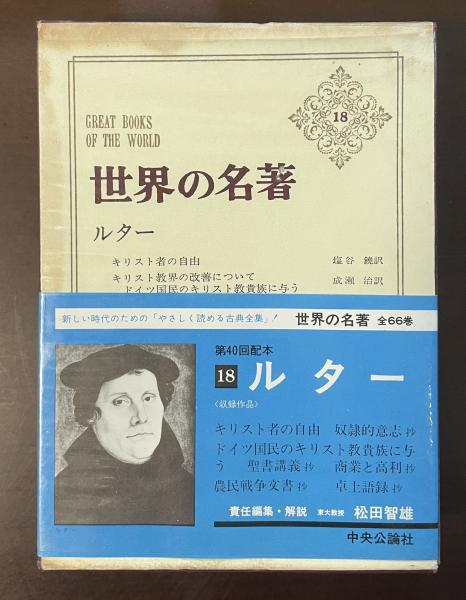 GREAT BOOKS
OF THE WORLD
18
世界の名著
ルター
キリスト者の自由 塩谷 饒訳
キリスト教界の改善について
ドイツ国民のキリスト教貴族に与う 成瀬 治訳
新しい時代のための「やさしく読める古典全集」! 世界の名著 全66巻
第40回配本
18 ルター
〈収録作品〉
キリスト者の自由 奴隷的意志抄
ドイツ国民のキリスト教貴族に与
う 聖書講義抄 商業と高利抄
農民戦争文書抄 卓上語録抄
責任編集・解説 東大教授 松田智雄
中央公論社